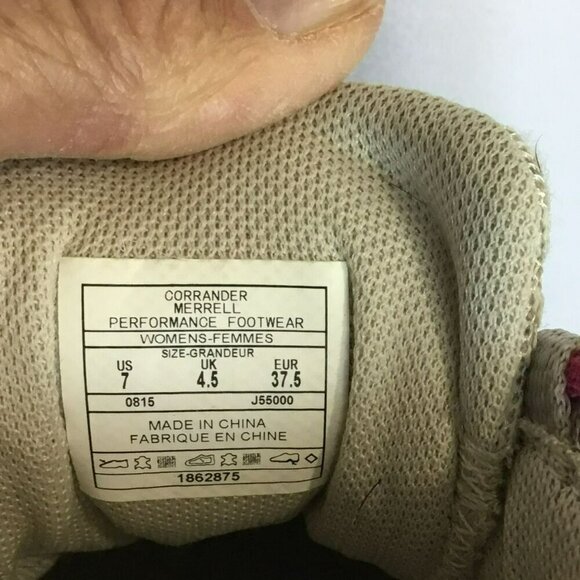 CORRANDER
MERRELL
PERFORMANCE FOOTWEAR
WOMENS-FEMMES
SIZE-GRANDEUR
US UK EUR
7 4.5 37.5
0815 J55000
MADE IN CHINA
FABRIQUE EN CHINE
1862875